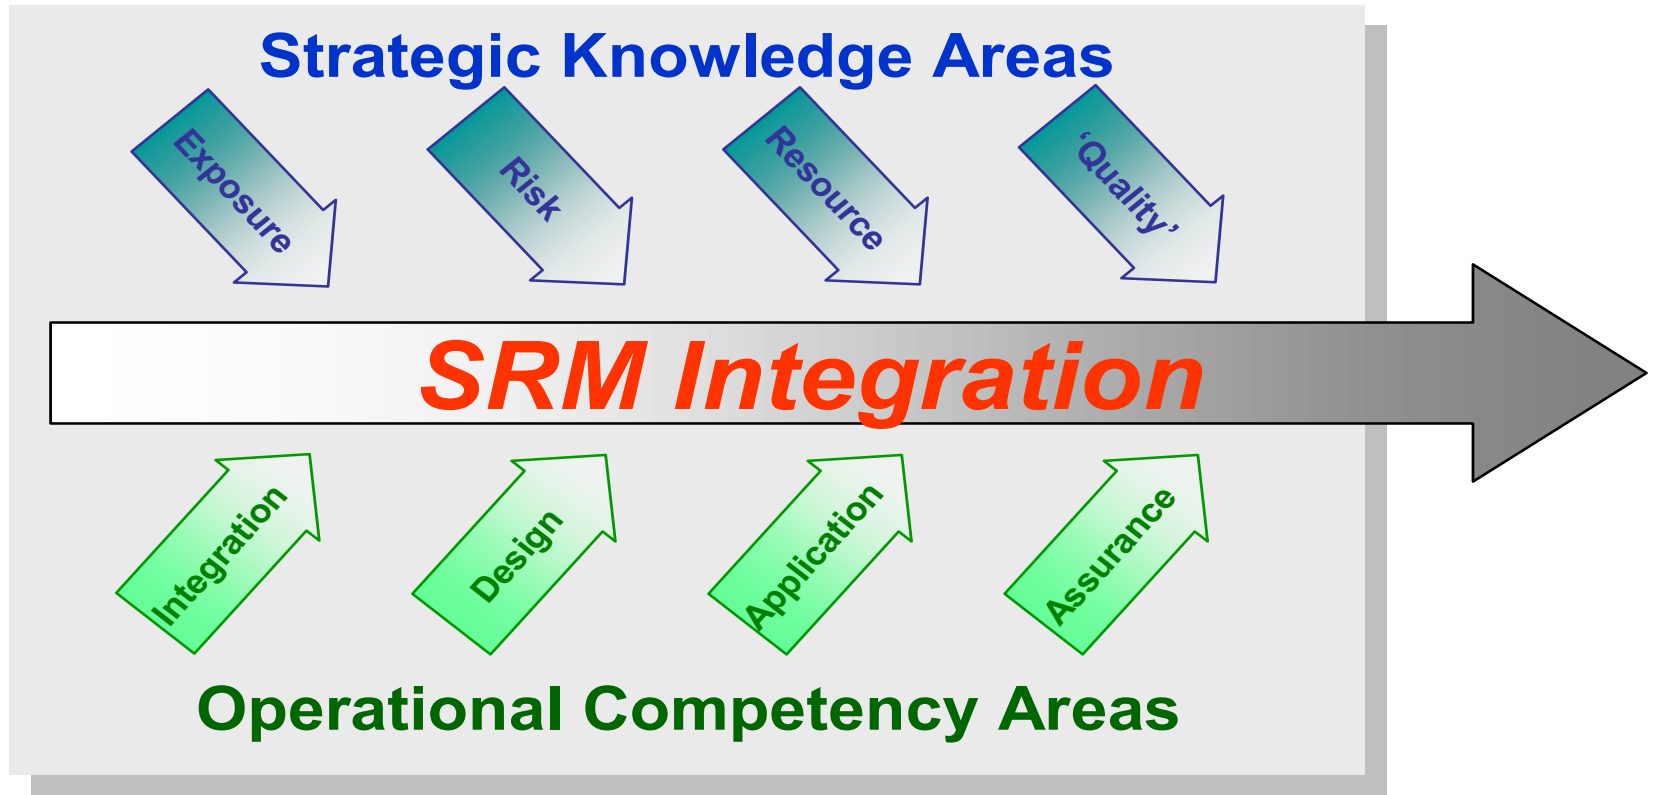 Strategic Knowledge Areas
Exposure
Risk
Resource
‘Quality’
SRM Integration
Integration
Design
Application
Assurance
Operational Competency Areas